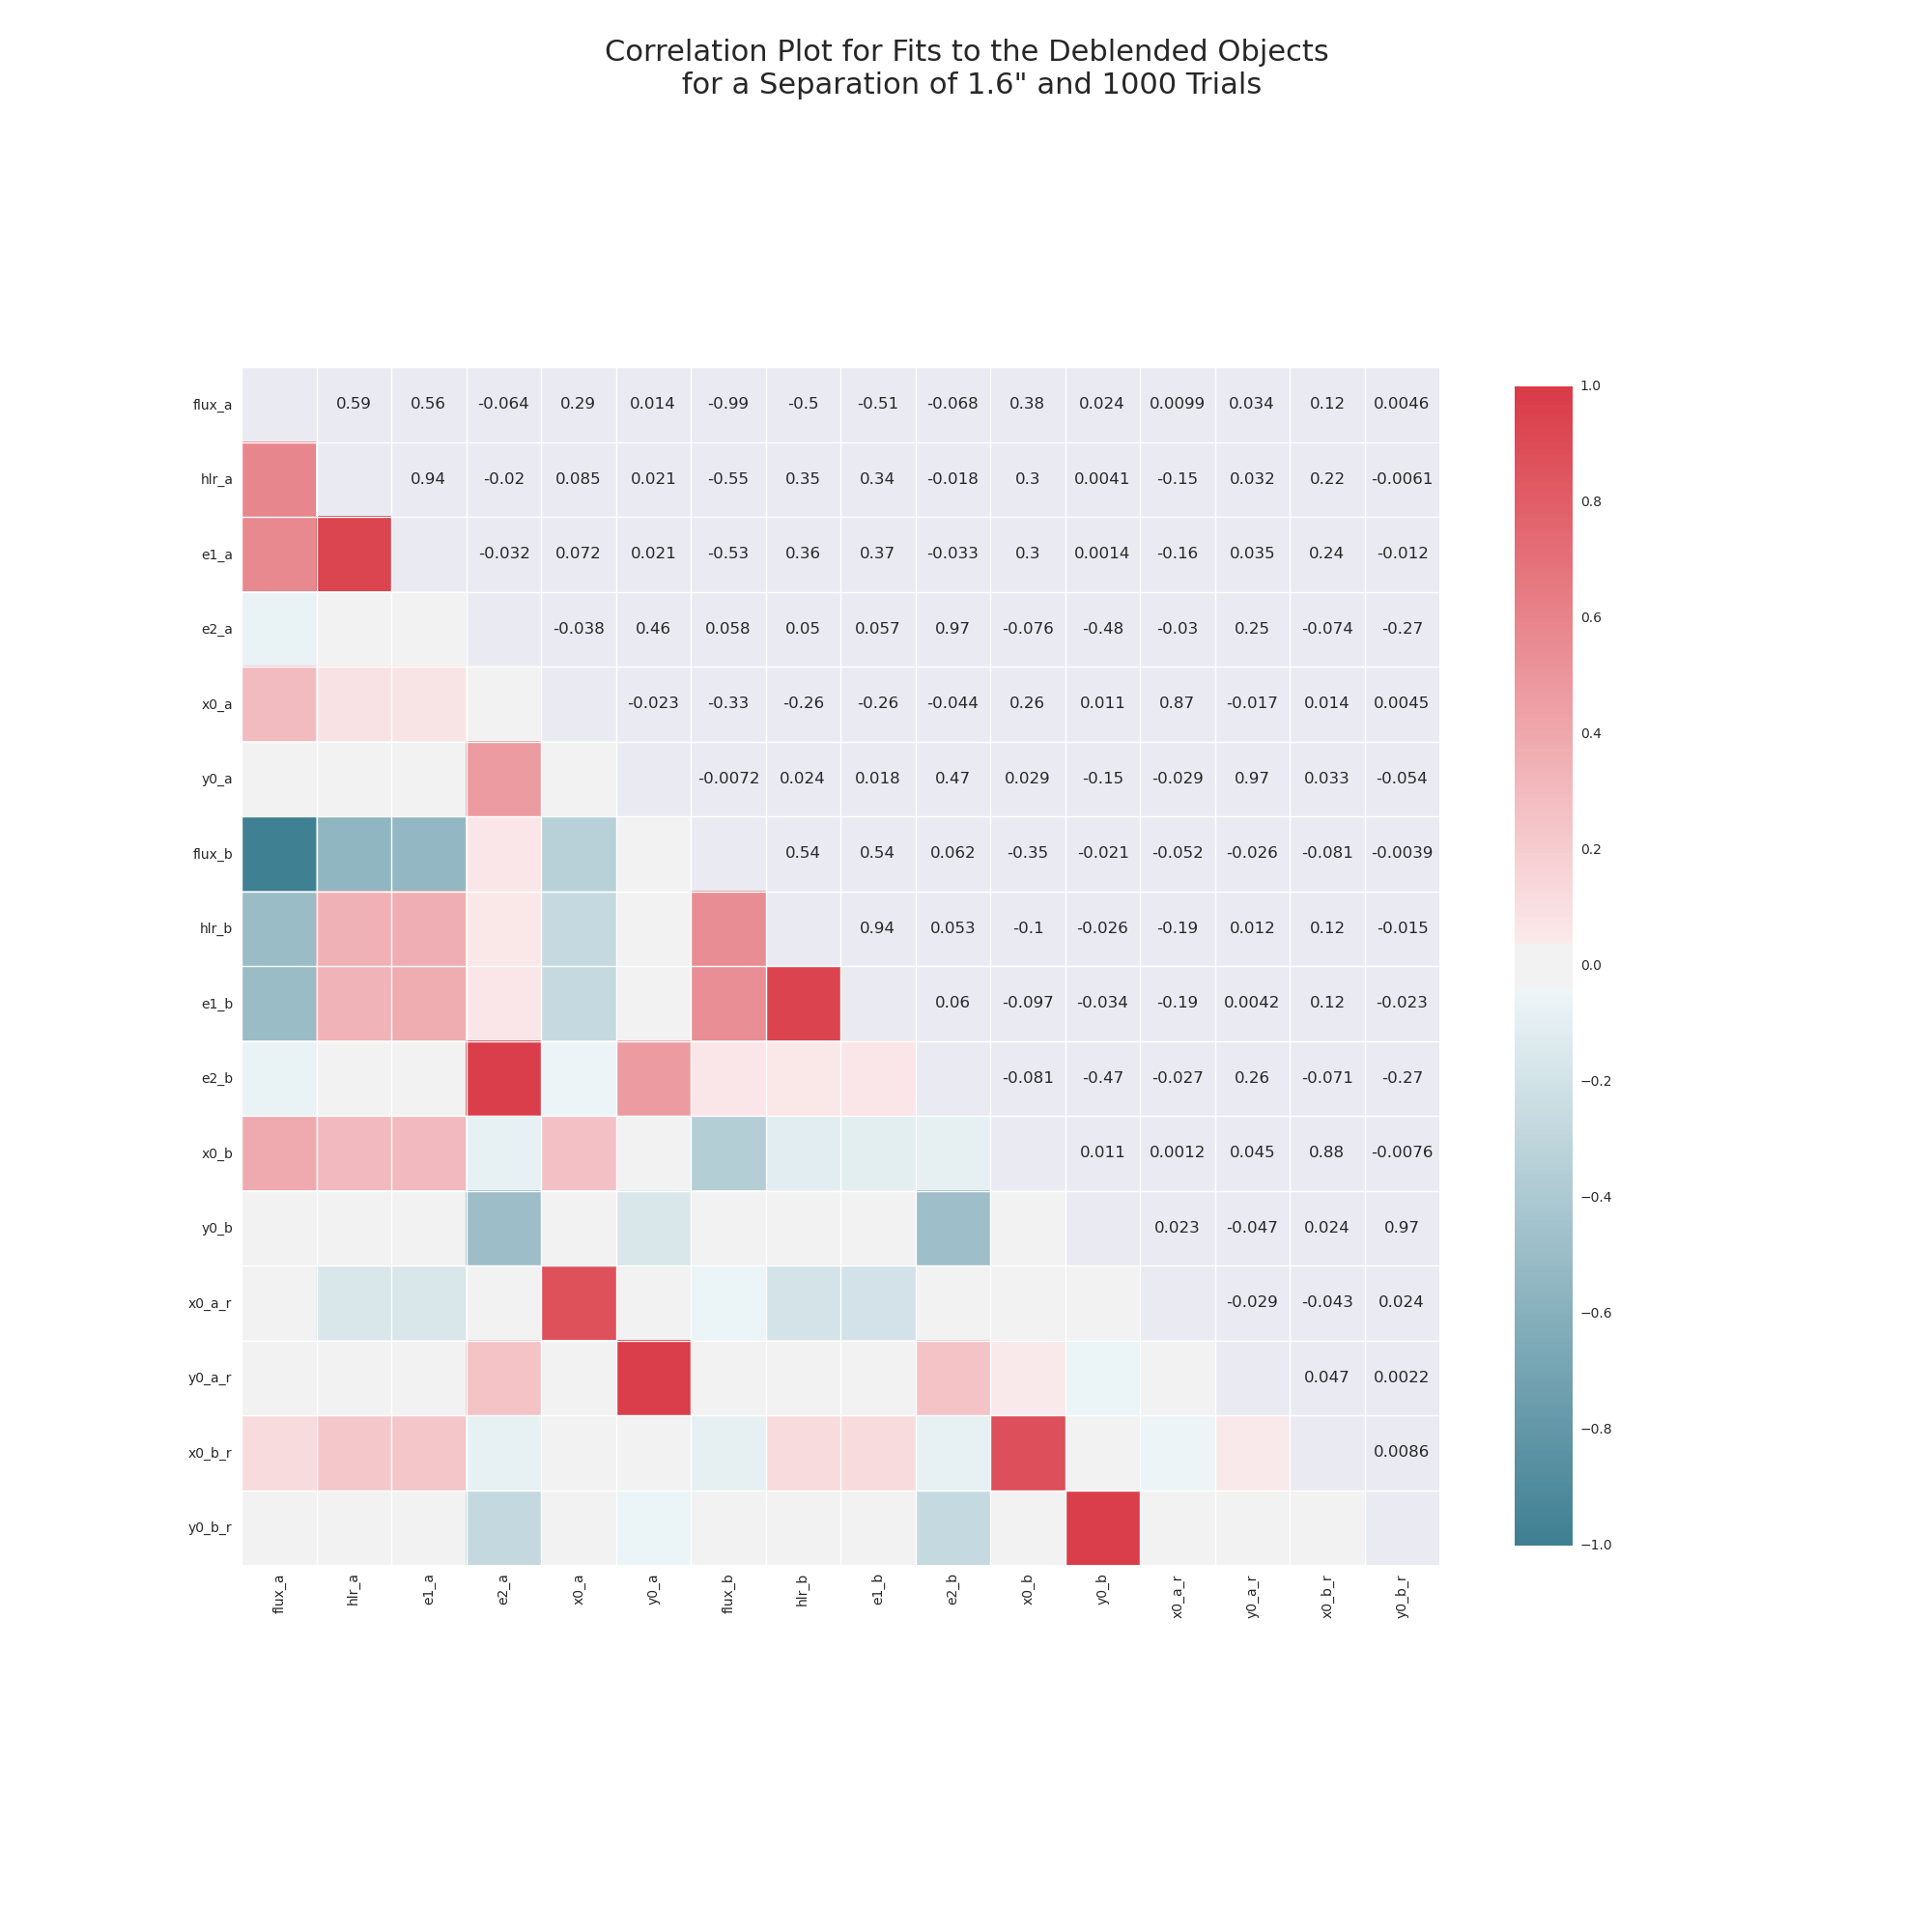 Correlation Plot for Fits to the Deblended Objects
for a Separation of 1.6" and 1000 Trials
flux_a 0.59 0.56 -0.064 0.29 0.014 -0.99 -0.5 -0.51 -0.068 0.38 0.024 0.0099 0.034 0.12 0.0046
hlr_a 0.94 -0.02 0.085 0.021 -0.55 0.35 0.34 -0.018 0.3 0.0041 -0.15 0.032 0.22 -0.0061
e1_a -0.032 0.072 0.021 -0.53 0.36 0.37 -0.033 0.3 0.0014 -0.16 0.035 0.24 -0.012
e2_a -0.038 0.46 0.058 0.05 0.057 0.97 -0.076 -0.48 -0.03 0.25 -0.074 -0.27
x0_a -0.023 -0.33 -0.26 -0.26 -0.044 0.26 0.011 0.87 -0.017 0.014 0.0045
y0_a -0.0072 0.024 0.018 0.47 0.029 -0.15 -0.029 0.97 0.033 -0.054
flux_b 0.54 0.54 0.062 -0.35 -0.021 -0.052 -0.026 -0.081 -0.0039
hlr_b 0.94 0.053 -0.1 -0.026 -0.19 0.012 0.12 -0.015
e1_b 0.06 -0.097 -0.034 -0.19 0.0042 0.12 -0.023
e2_b -0.081 -0.47 -0.027 0.26 -0.071 -0.27
x0_b 0.011 0.0012 0.045 0.88 -0.0076
y0_b 0.023 -0.047 0.024 0.97
x0_a_r -0.029 -0.043 0.024
y0_a_r 0.047 0.0022
x0_b_r 0.0086
y0_b_r
flux_a hlr_a e1_a e2_a x0_a y0_a flux_b hlr_b e1_b e2_b x0_b y0_b x0_a_r y0_a_r x0_b_r y0_b_r
1.0
0.8
0.6
0.4
0.2
0.0
−0.2
−0.4
−0.6
−0.8
−1.0